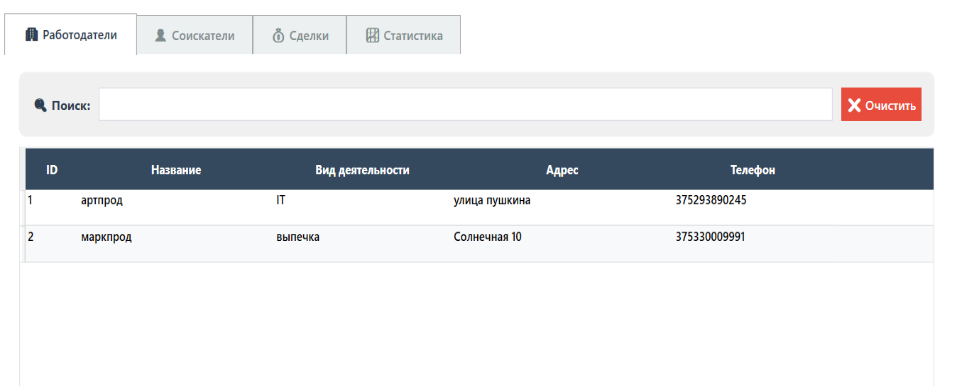 Работодатели Соискатели Сделки Статистика
Поиск: Очистить
ID Название Вид деятельности Адрес Телефон
1 артпрод IT улица пушкина 375293890245
2 маркпрод выпечка Солнечная 10 375330009991